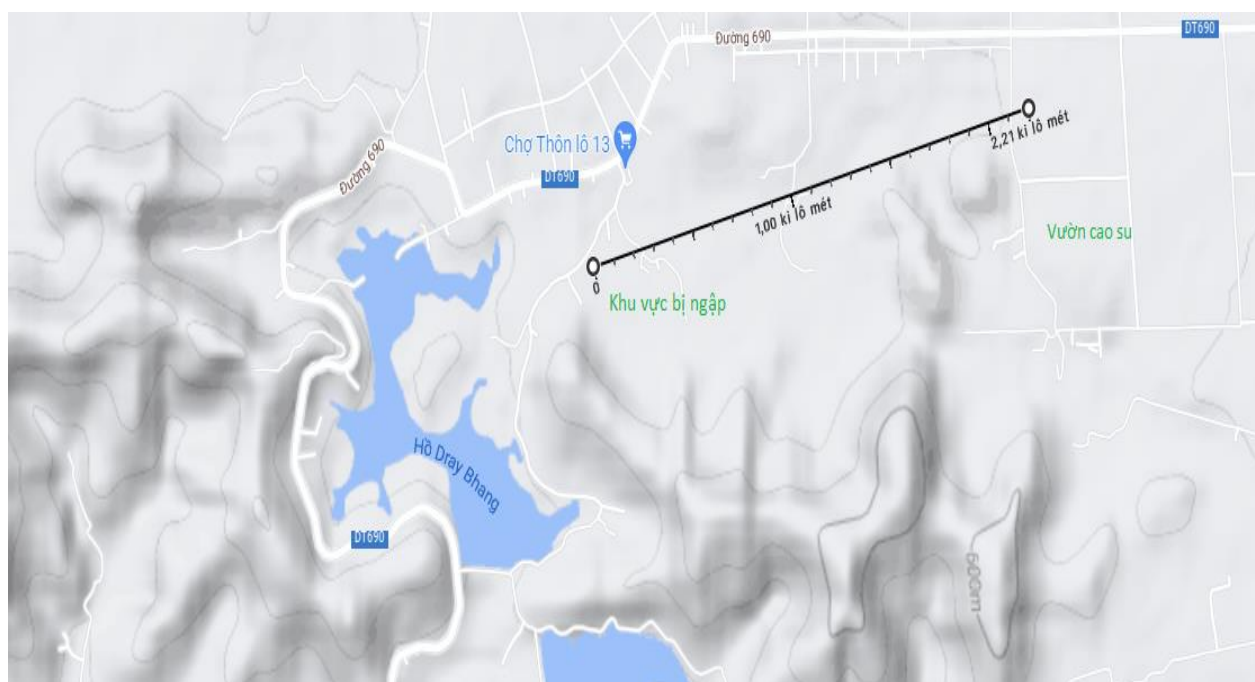 Đường 690
DT690
Chợ Thôn lô 13
DT690
Đường 690
2,21 ki lô mét
1,00 ki lô mét
0
Vườn cao su
Khu vực bị ngập
Hồ Dray Bhang
DT690
600m